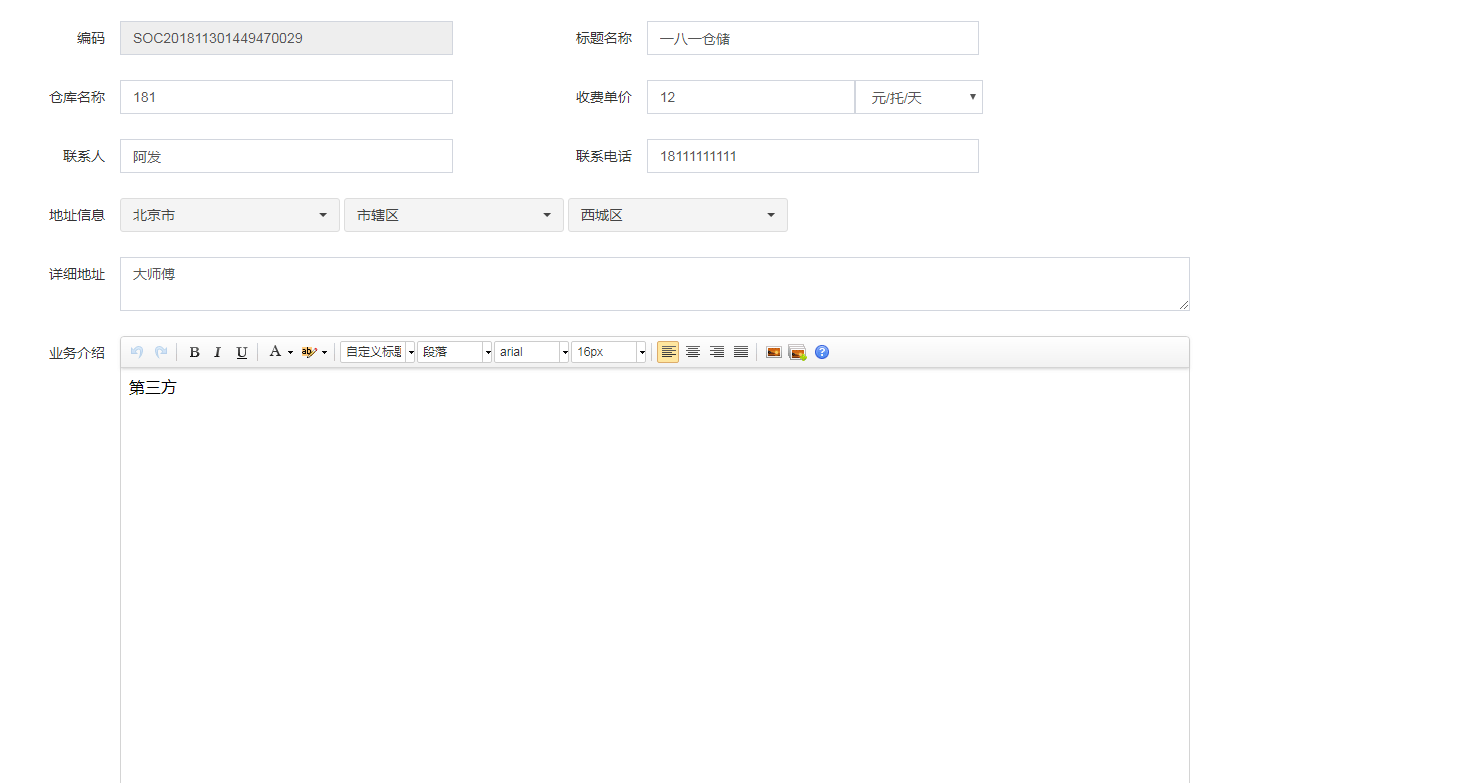 编码 SOC201811301449470029 标题名称 一八一仓储
仓库名称 181 收费单价 12 元/托/天
联系人 阿发 联系电话 18111111111
地址信息 北京市 市辖区 西城区
详细地址 大师傅
业务介绍 B I U A ab 自定义标题 段落 arial 16px ?
第三方